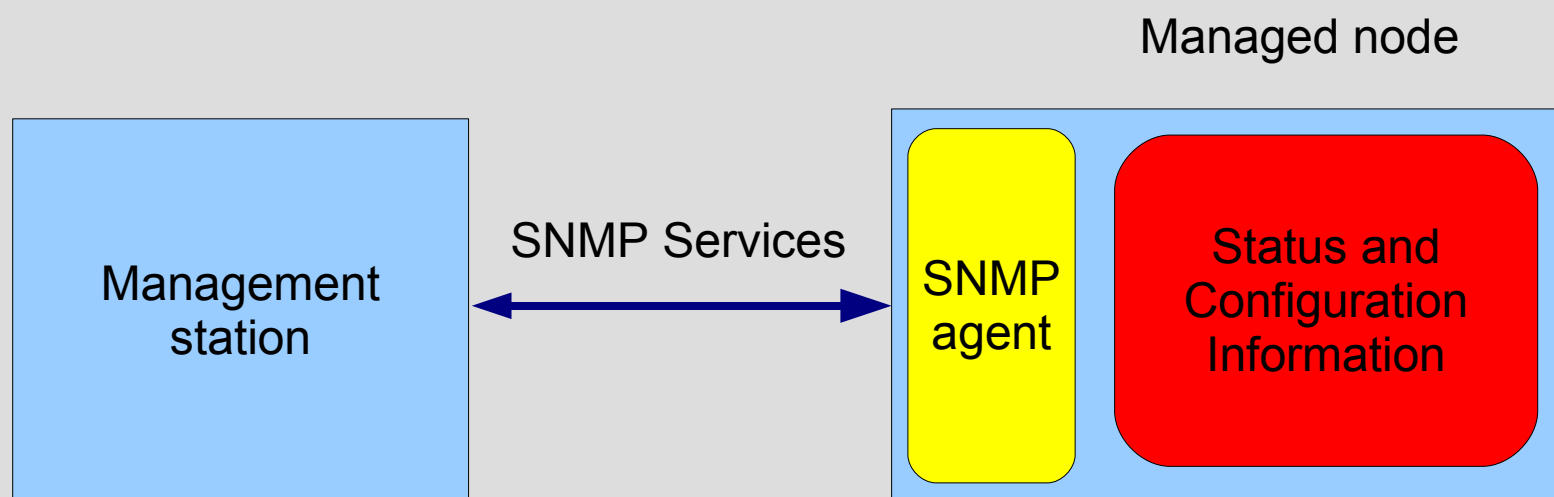 Managed node
Management
station
SNMP Services
SNMP
agent
Status and
Configuration
Information